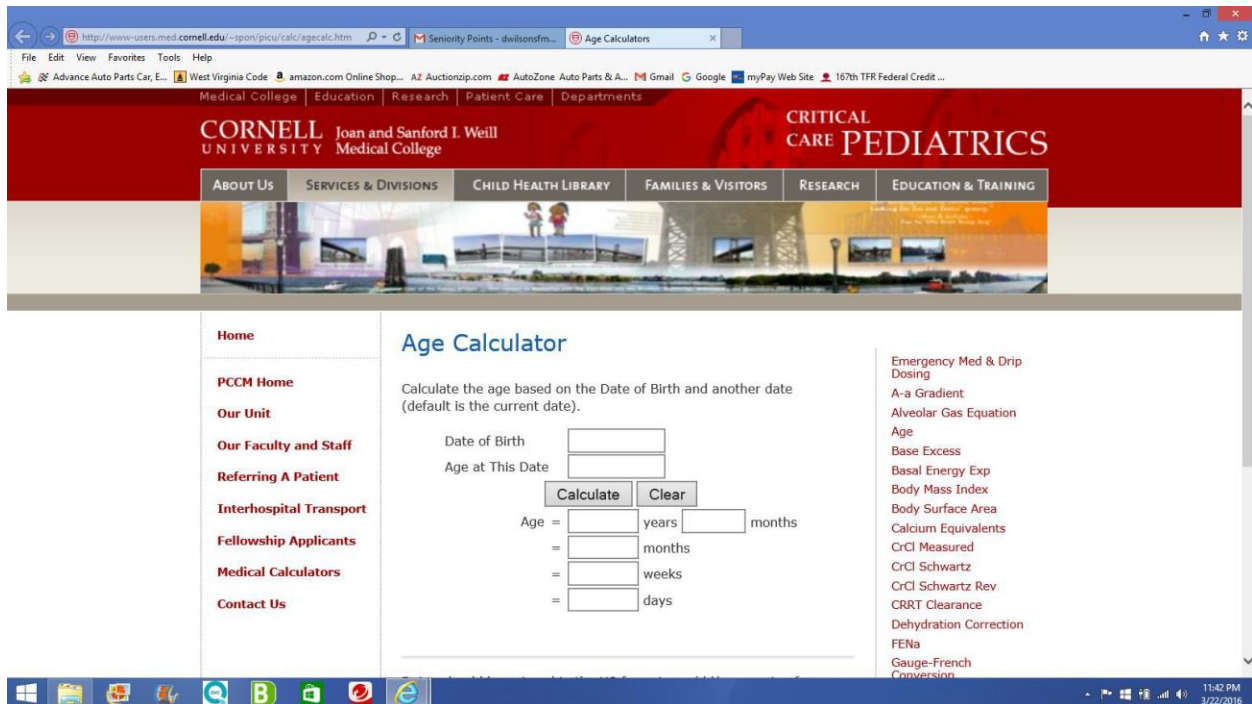 http://www-users.med.cornell.edu/~spon/picu/calc/agecalc.htm
Seniority Points - dwilsonsfm...
Age Calculators
File Edit View Favorites Tools Help
Advance Auto Parts Car, E... West Virginia Code amazon.com Online Shop... AZ Auctionzip.com AutoZone Auto Parts & A... Gmail Google myPay Web Site 167th TFR Federal Credit ...
Medical College | Education | Research | Patient Care | Departments
CORNELL UNIVERSITY
Joan and Sanford I. Weill
Medical College
CRITICAL
CARE PEDIATRICS
ABOUT US SERVICES & DIVISIONS CHILD HEALTH LIBRARY FAMILIES & VISITORS RESEARCH EDUCATION & TRAINING
Home
PCCM Home
Our Unit
Our Faculty and Staff
Referring A Patient
Interhospital Transport
Fellowship Applicants
Medical Calculators
Contact Us
Age Calculator
Calculate the age based on the Date of Birth and another date
(default is the current date).
Date of Birth
Age at This Date
Calculate Clear
Age = years months
= months
= weeks
= days
Emergency Med & Drip
Dosing
A-a Gradient
Alveolar Gas Equation
Age
Base Excess
Basal Energy Exp
Body Mass Index
Body Surface Area
Calcium Equivalents
CrCl Measured
CrCl Schwartz
CrCl Schwartz Rev
CRRT Clearance
Dehydration Correction
FENa
Gauge-French
Conversion
11:42 PM
3/22/2016